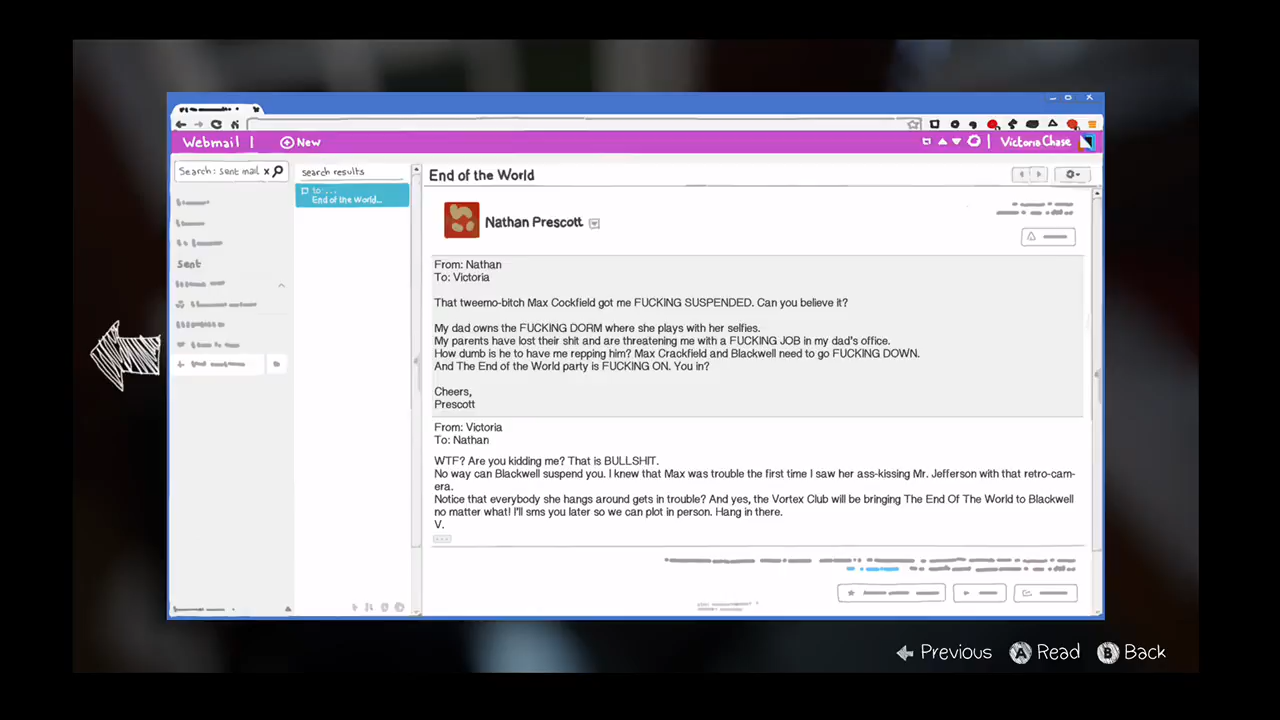 Webmail
New
Victoria Chase
Search: sent mail x
search results
End of the World
to: ...
End of the World...
Nathan Prescott
Sent
From: Nathan
To: Victoria
That tweemo-bitch Max Cockfield got me FUCKING SUSPENDED. Can you believe it?
My dad owns the FUCKING DORM where she plays with her selfies.
My parents have lost their shit and are threatening me with a FUCKING JOB in my dad's office.
How dumb is he to have me repping him? Max Crackfield and Blackwell need to go FUCKING DOWN.
And The End of the World party is FUCKING ON. You in?
Cheers,
Prescott
From: Victoria
To: Nathan
WTF? Are you kidding me? That is BULLSHIT.
No way can Blackwell suspend you. I knew that Max was trouble the first time I saw her ass-kissing Mr. Jefferson with that retro-cam-
era.
Notice that everybody she hangs around gets in trouble? And yes, the Vortex Club will be bringing The End Of The World to Blackwell
no matter what! I'll sms you later so we can plot in person. Hang in there.
V.
Previous
A Read
B Back